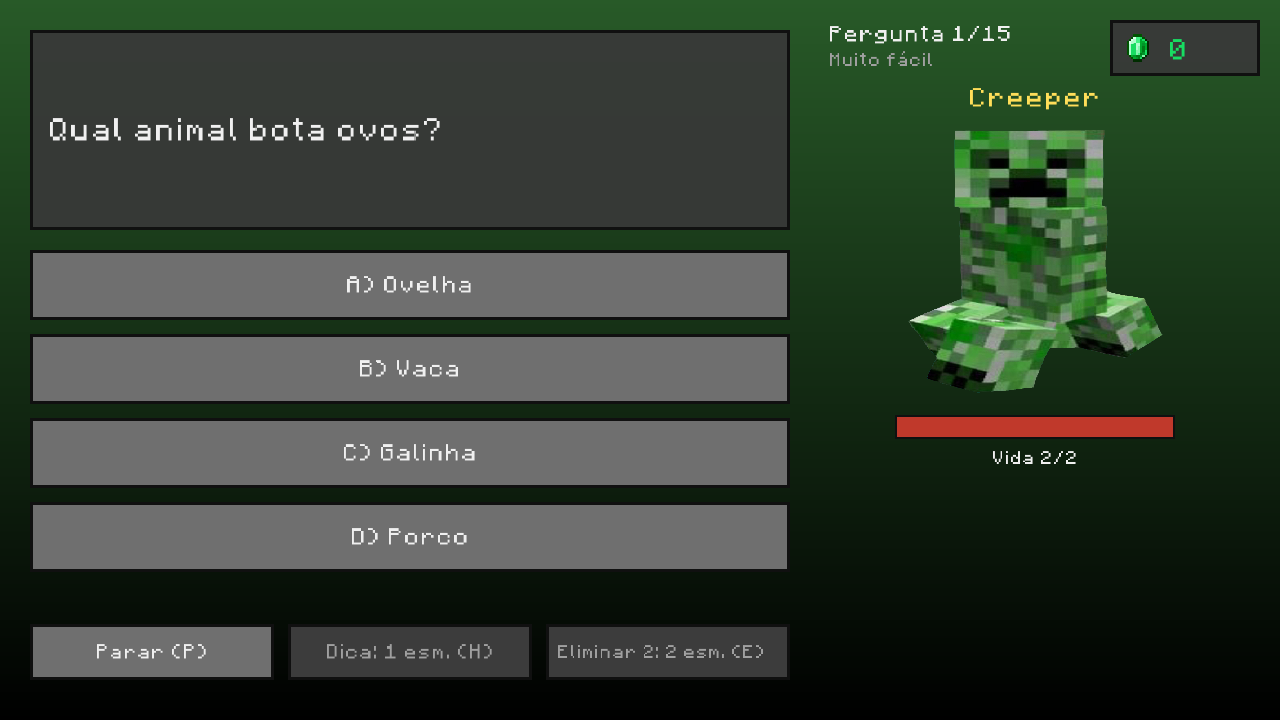 Pergunta 1/15
Muito fácil
0
Qual animal bota ovos?
Creeper
A) Ovelha
B) Vaca
C) Galinha
D) Porco
Vida 2/2
Parar (P)
Dica: 1 esm. (H)
Eliminar 2: 2 esm. (E)